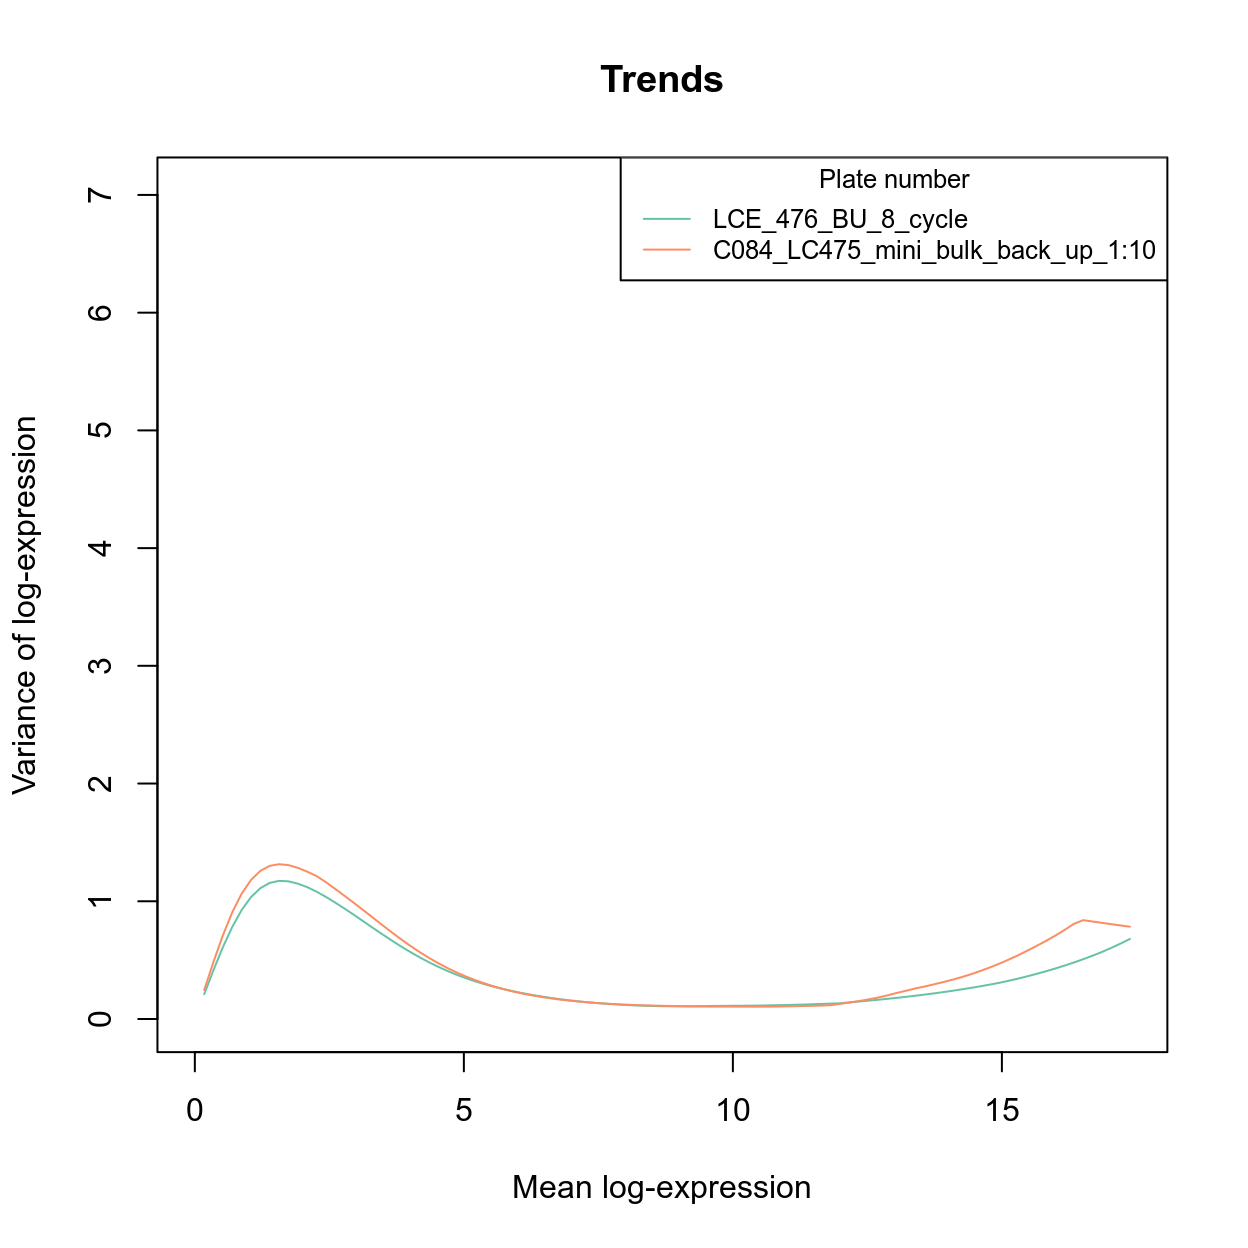 Trends
Plate number
LCE_476_BU_8_cycle
C084_LC475_mini_bulk_back_up_1:10
Variance of log-expression
7
6
5
4
3
2
1
0
0 5 10 15
Mean log-expression